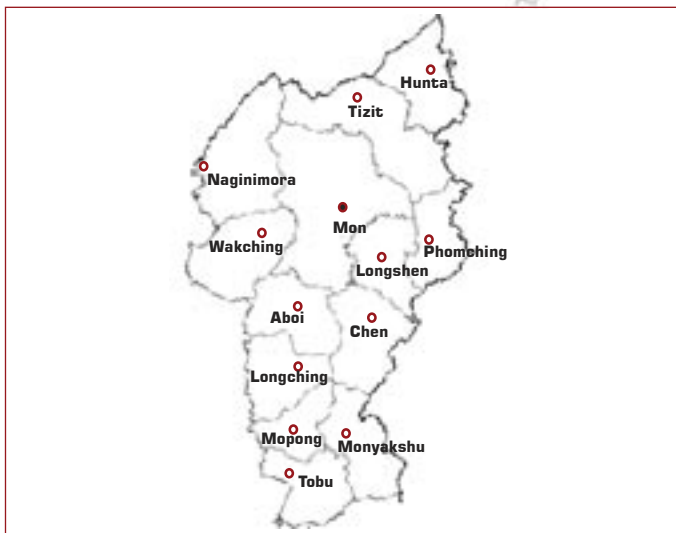 Hunta
Tizit
Naginimora
Mon
Wakching
Phomching
Longshen
Aboi
Chen
Longching
Mopong
Monyakshu
Tobu